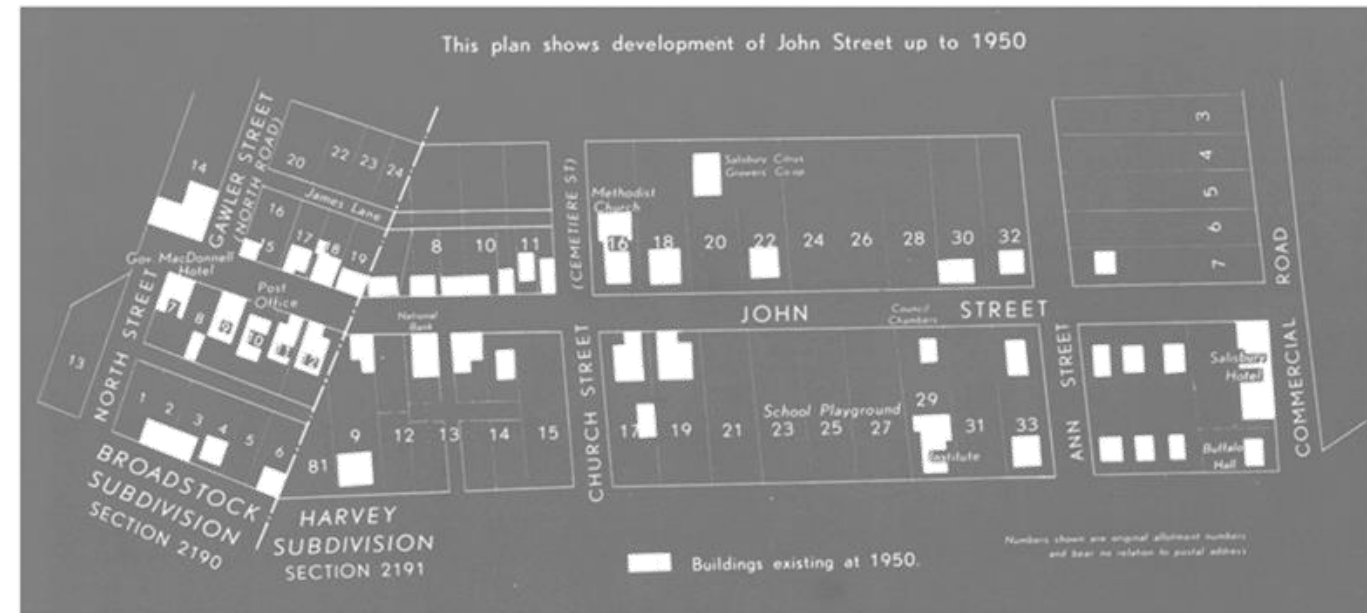 This plan shows development of John Street up to 1950
14
GAWLER STREET
(NORTH ROAD)
20
22
23
24
James Lane
16
15
17
18
19
8
10
11
(CEMETIERE ST)
Methodist
Church
Salisbury Citrus
Growers Co-op
16
18
20
22
24
26
28
30
32
3
4
5
6
7
ROAD
Gov. MacDonnell
Hotel
Post
Office
7
8
9
10
11
12
National
Bank
JOHN STREET
Council
Chambers
13
NORTH STREET
1
2
3
4
5
6
81
9
12
13
14
15
CHURCH STREET
17
19
21
School Playground
23
25
27
29
Institute
31
33
ANN STREET
Salisbury
Hotel
Buffalo
Hall
COMMERCIAL
BROADSTOCK
SUBDIVISION
SECTION 2190
HARVEY
SUBDIVISION
SECTION 2191
Buildings existing at 1950.
Numbers shown are original allotment numbers
and bear no relation to postal address